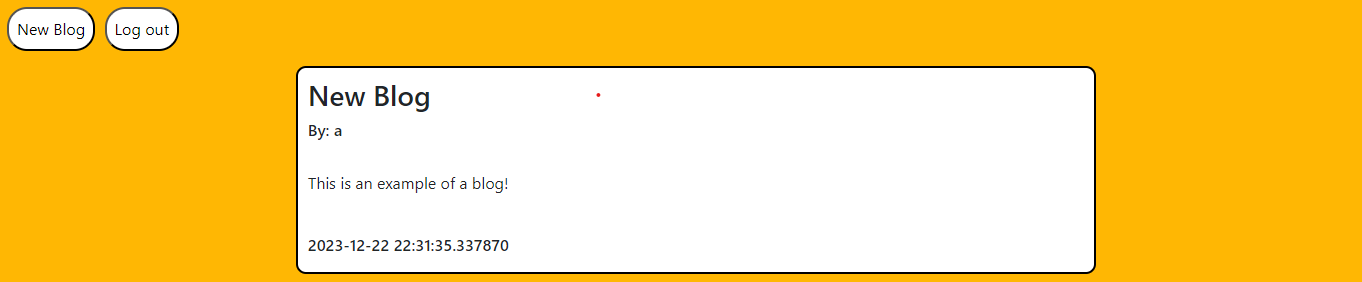 New Blog
Log out
New Blog
By: a
This is an example of a blog!
2023-12-22 22:31:35.337870